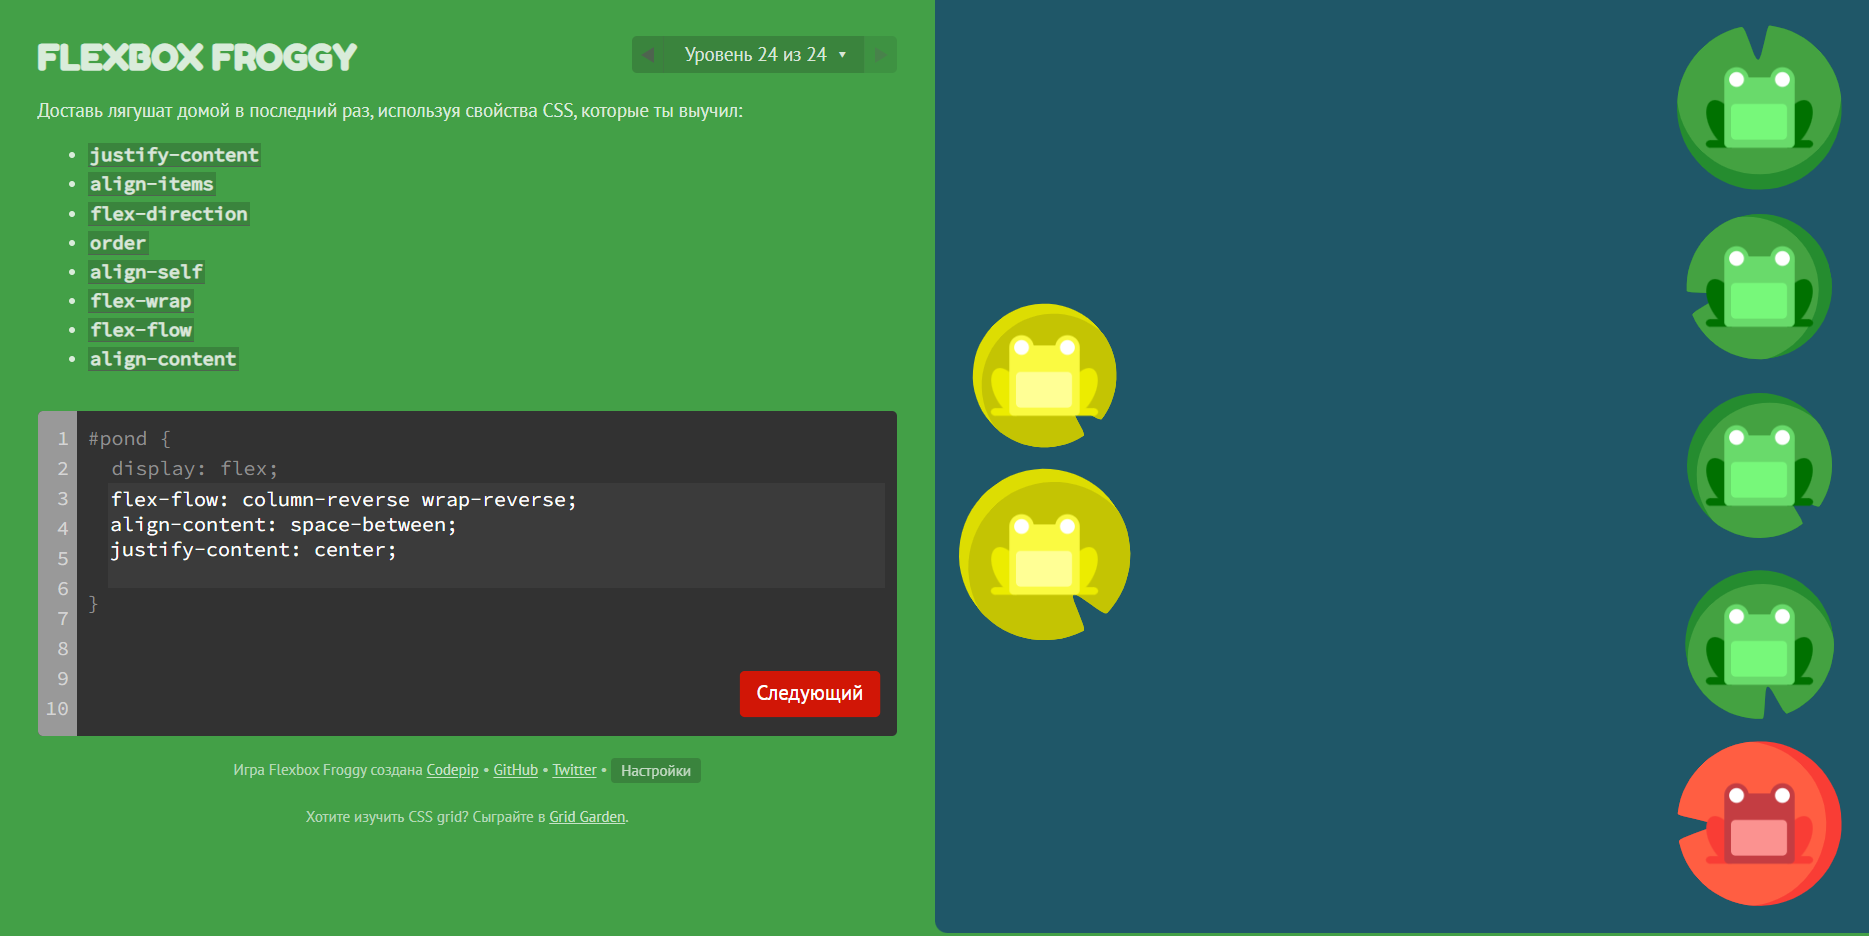 FLEXBOX FROGGY
Уровень 24 из 24 ▼
Доставь лягушат домой в последний раз, используя свойства CSS, которые ты выучил:
• justify-content
• align-items
• flex-direction
• order
• align-self
• flex-wrap
• flex-flow
• align-content
1 #pond {
2 display: flex;
3 flex-flow: column-reverse wrap-reverse;
4 align-content: space-between;
5 justify-content: center;
6
7 }
8
9
10
Следующий
Игра Flexbox Froggy создана Codepip • GitHub • Twitter • Настройки
Хотите изучить CSS grid? Сыграйте в Grid Garden.